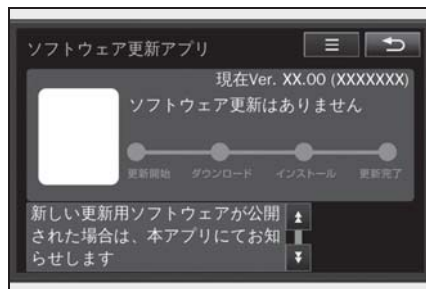 ソフトウェア更新アプリ
現在Ver. XX.00 (XXXXXXX)
ソフトウェア更新はありません
更新開始 ダウンロード インストール 更新完了
新しい更新用ソフトウェアが公開
された場合は、本アプリにてお知
らせします